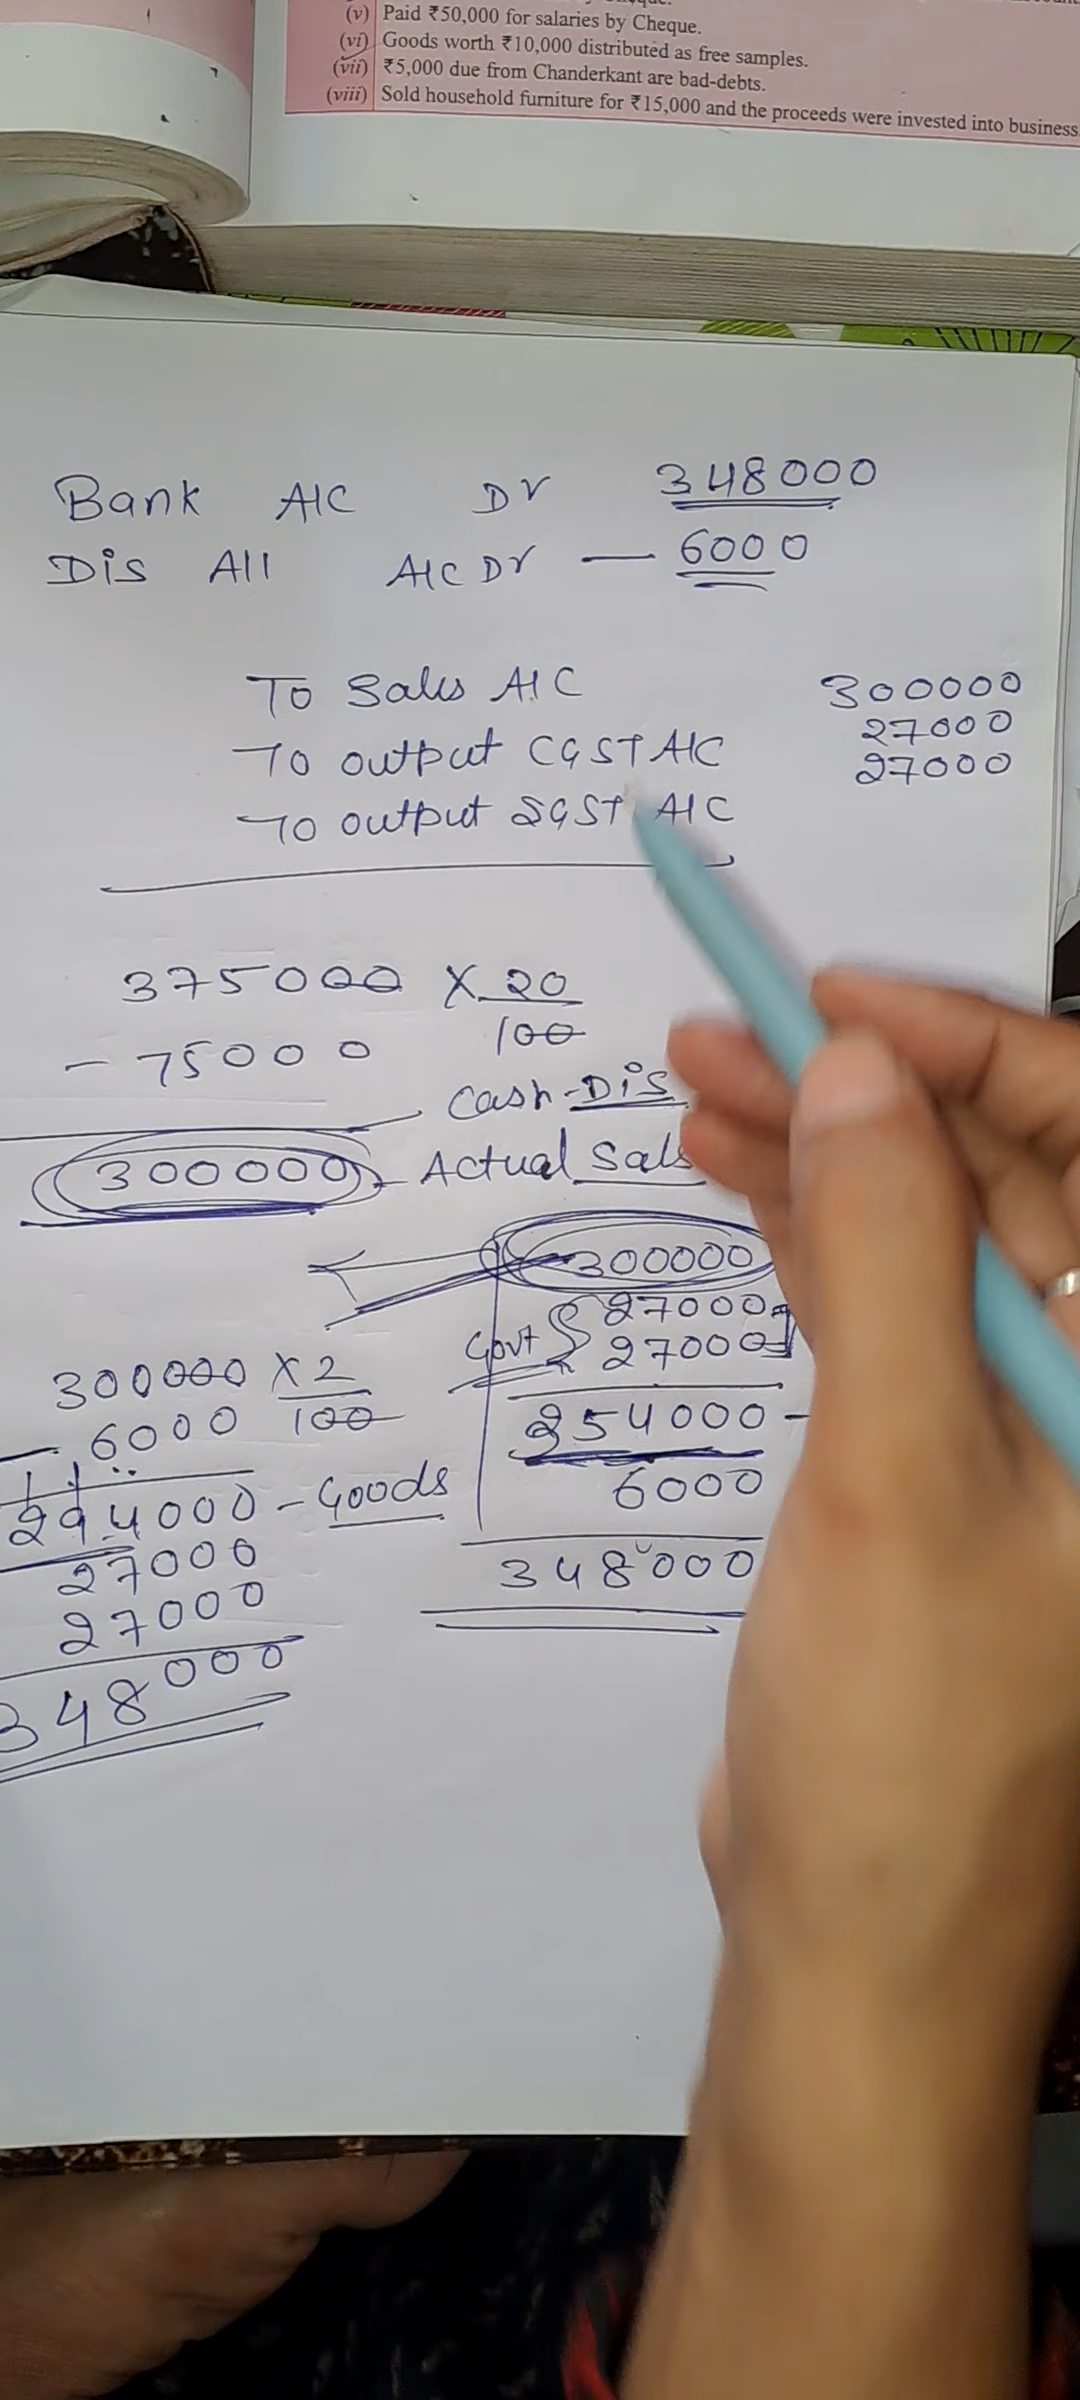 (v) Paid ₹50,000 for salaries by Cheque.
(vi) Goods worth ₹10,000 distributed as free samples.
(vii) ₹5,000 due from Chanderkant are bad-debts.
(viii) Sold household furniture for ₹15,000 and the proceeds were invested into business.
Bank A/C Dr 348000
Dis All A/C Dr — 6000
To Sales A/C 300000
To output CGST A/C 27000
To output SGST A/C 27000
375000 X 20/100
- 75000
Cash-Dis
300000 - Actual Sale
300000
27000
Govt 27000
354000 -
6000
348000
300000 X 2/100
- 6000
294000 - Goods
27000
27000
348000